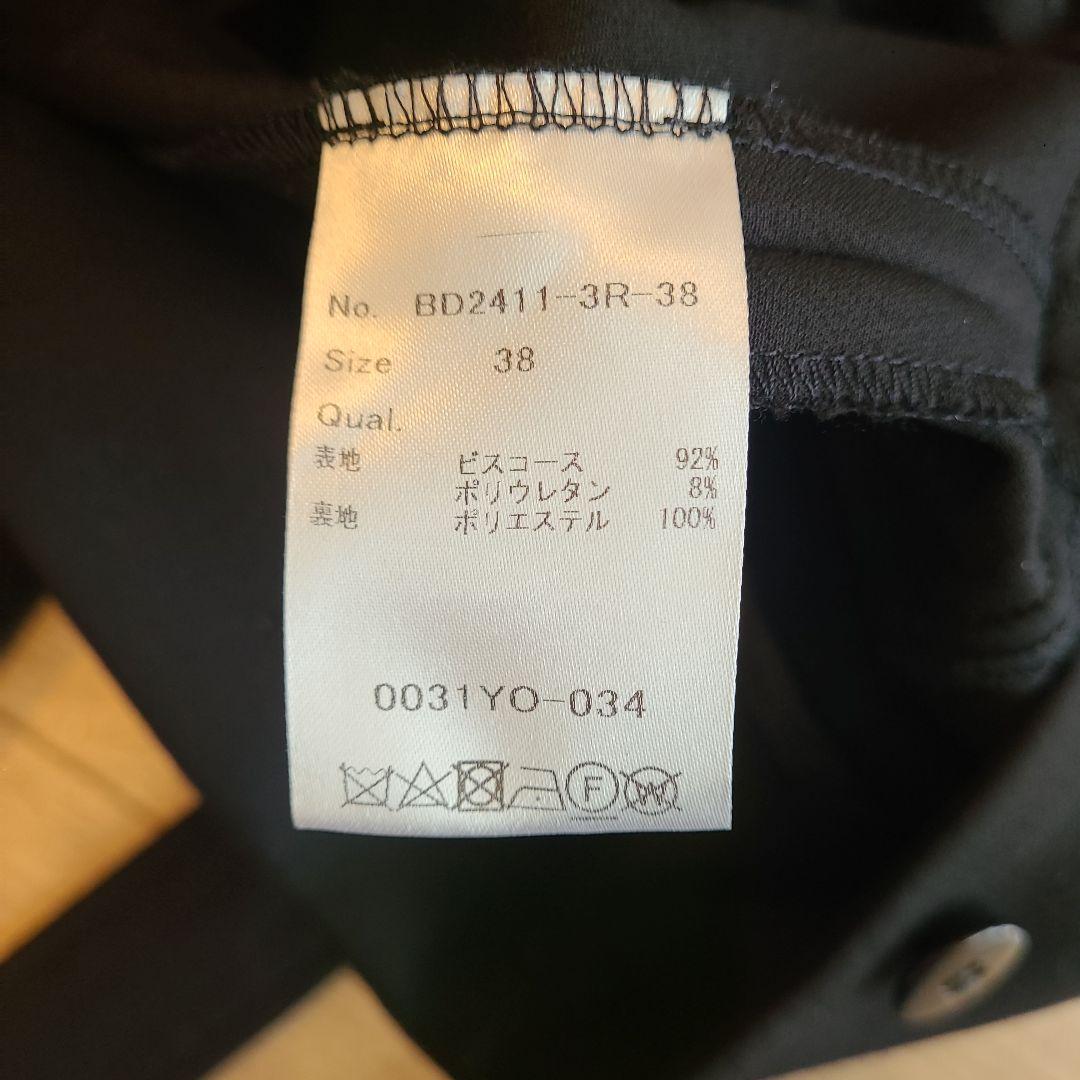 No. BD2411-3R-38
Size 38
Qual.
表地 ビスコース 92%
ポリウレタン 8%
裏地 ポリエステル 100%
0031YO-034
F W